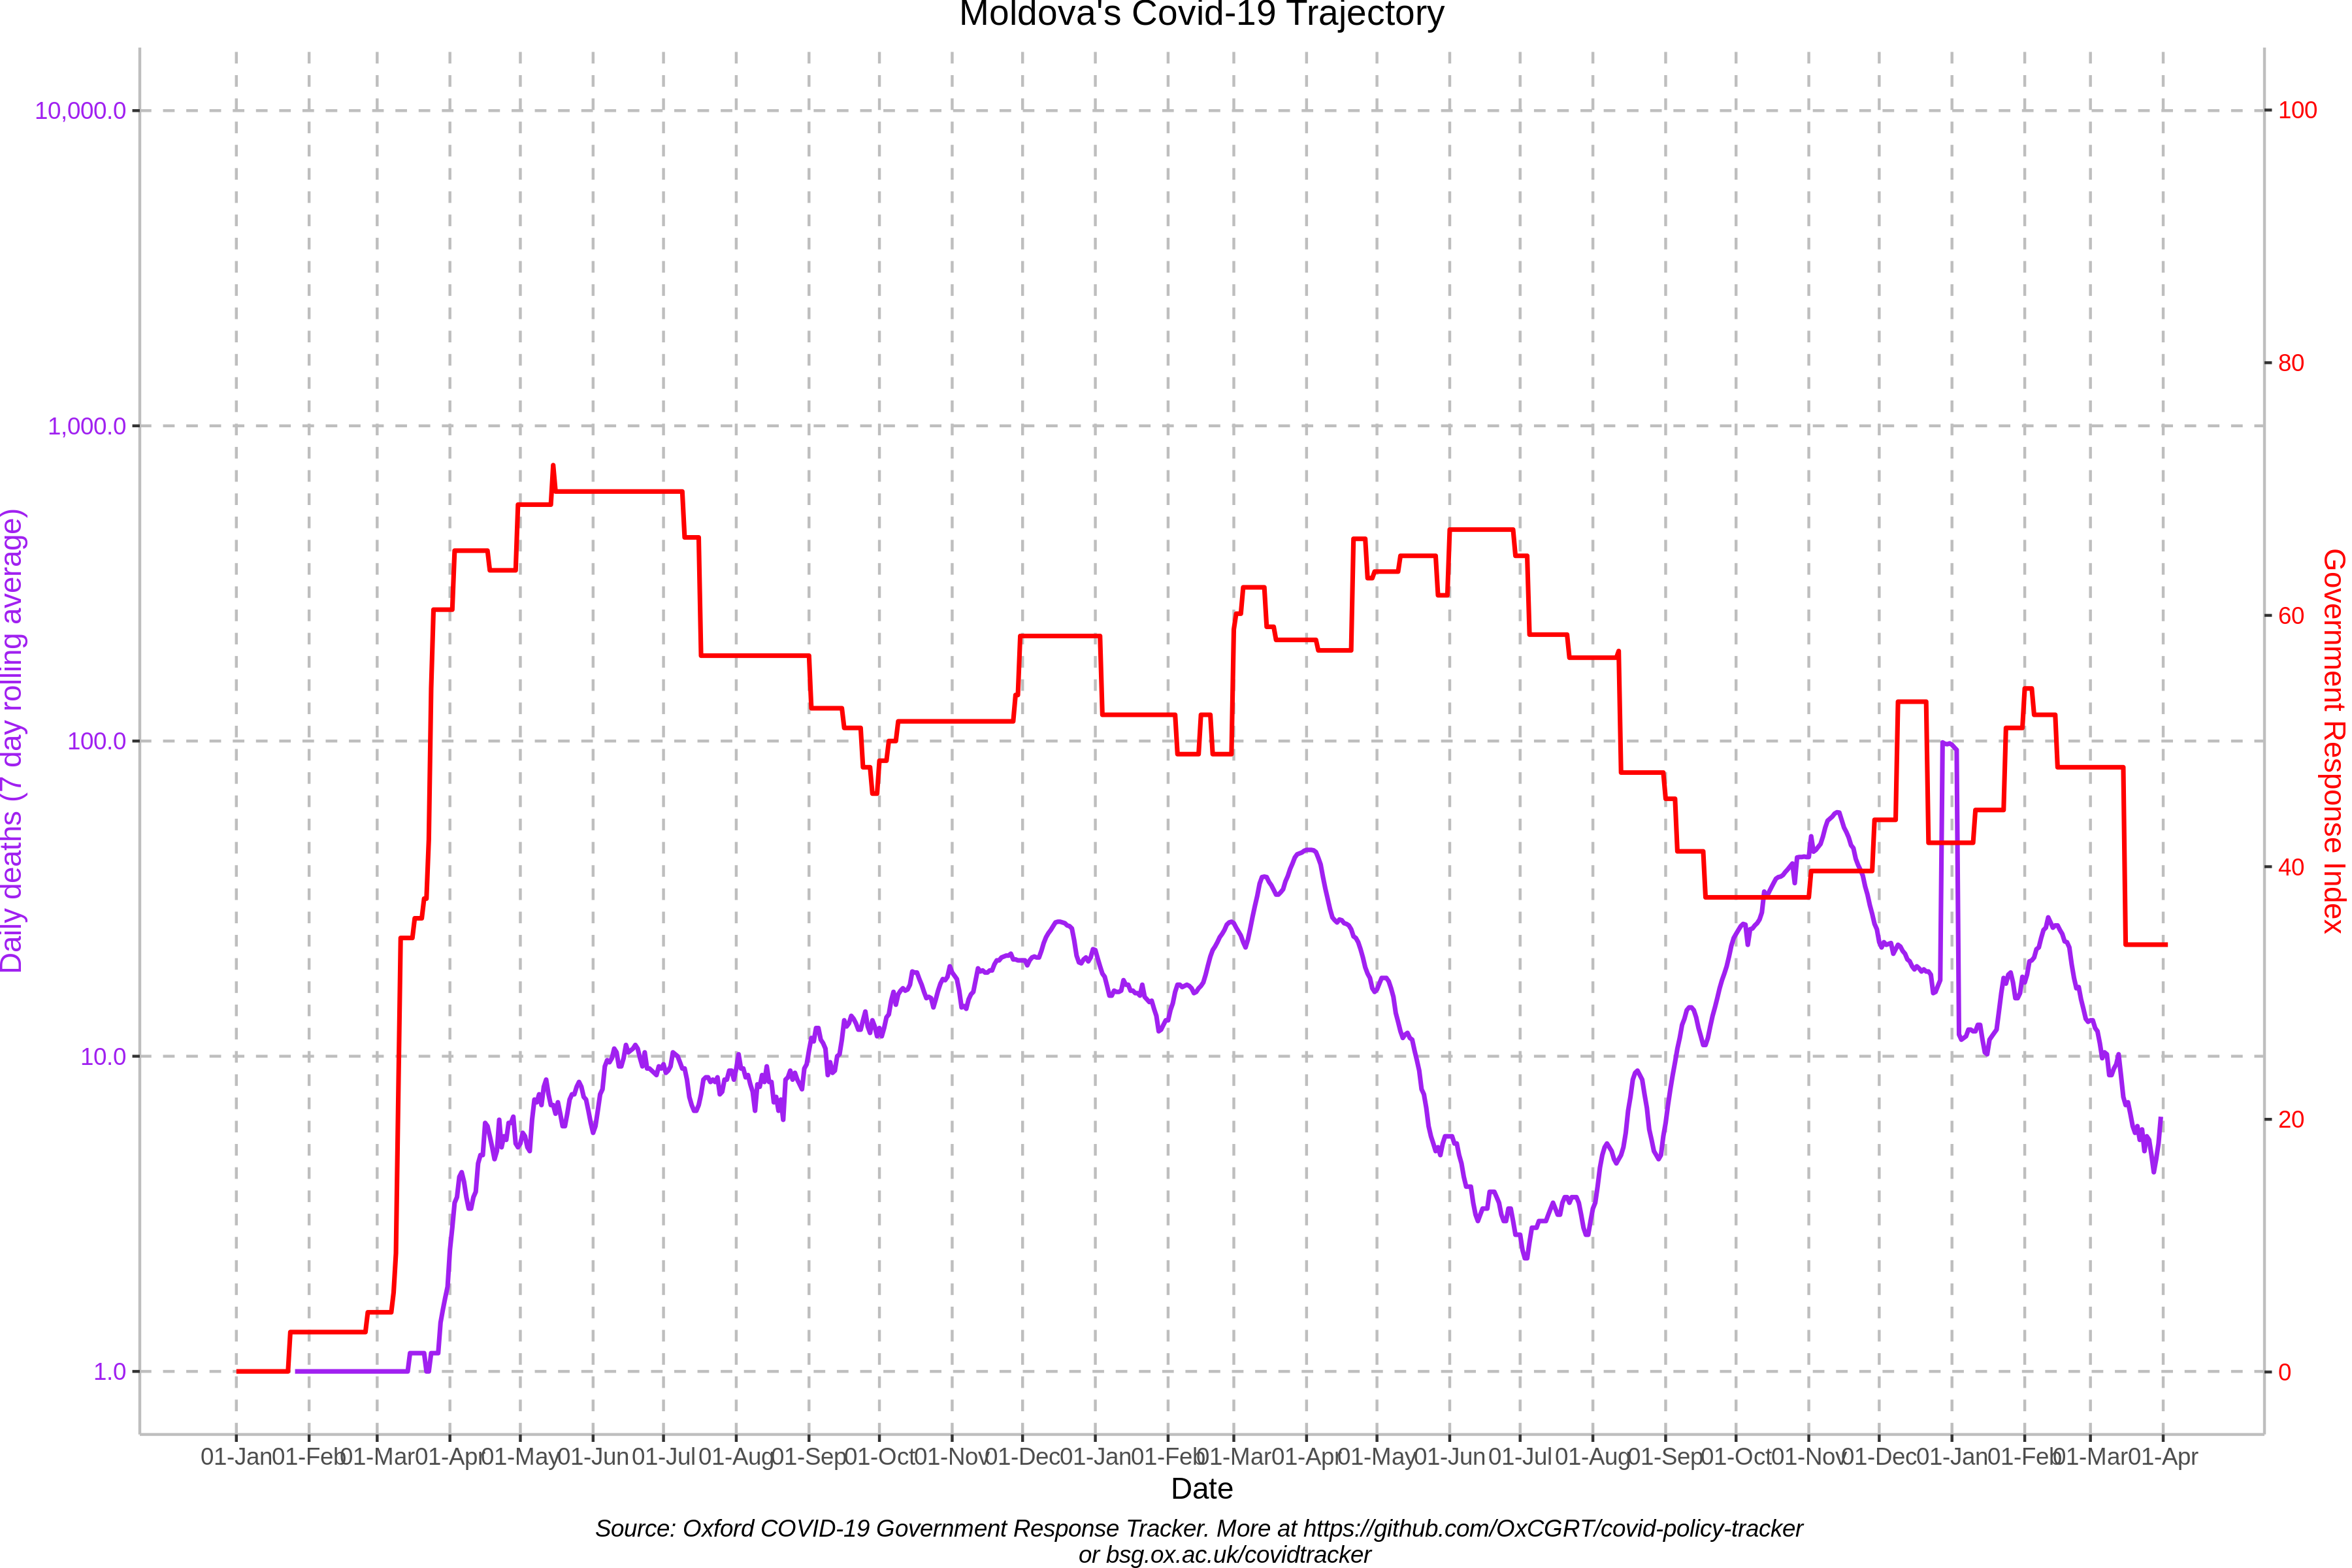 Moldova's Covid-19 Trajectory
10,000.0
1,000.0
100.0
10.0
1.0
Daily deaths (7 day rolling average)
100
80
60
40
20
0
Government Response Index
01-Jan 01-Feb 01-Mar 01-Apr 01-May 01-Jun 01-Jul 01-Aug 01-Sep 01-Oct 01-Nov 01-Dec 01-Jan 01-Feb 01-Mar 01-Apr 01-May 01-Jun 01-Jul 01-Aug 01-Sep 01-Oct 01-Nov 01-Dec 01-Jan 01-Feb 01-Mar 01-Apr
Date
Source: Oxford COVID-19 Government Response Tracker. More at https://github.com/OxCGRT/covid-policy-tracker
or bsg.ox.ac.uk/covidtracker